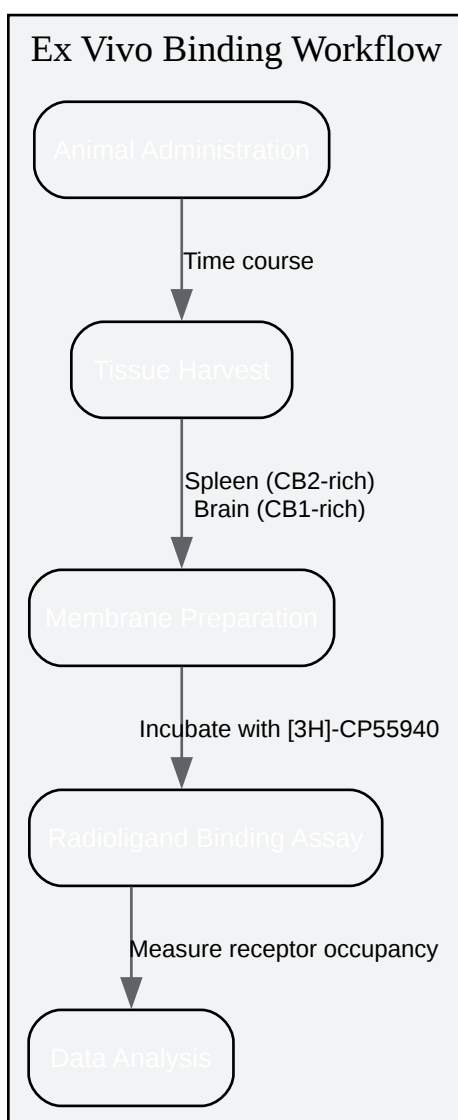 Ex Vivo Binding Workflow
Animal Administration
Time course
Tissue Harvest
Spleen (CB2-rich)
Brain (CB1-rich)
Membrane Preparation
Incubate with [3H]-CP55940
Radioligand Binding Assay
Measure receptor occupancy
Data Analysis